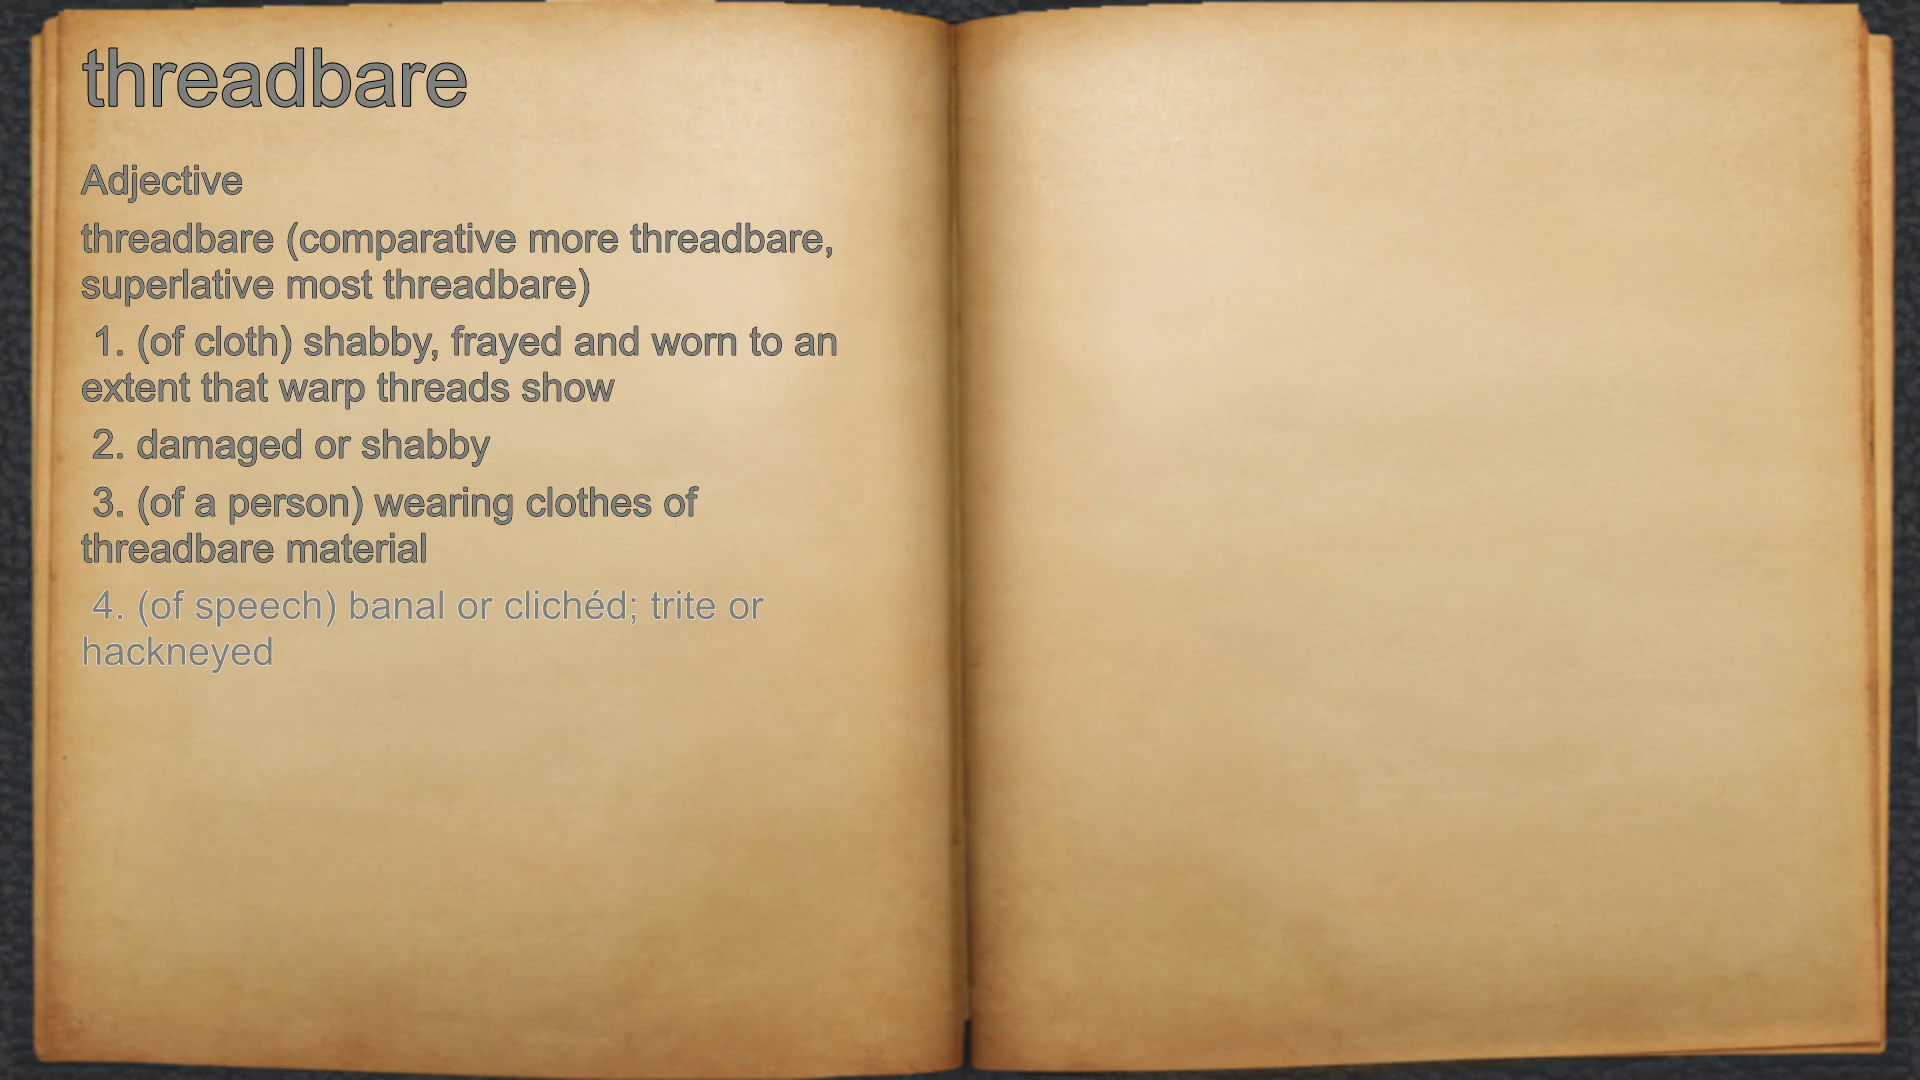 threadbare
Adjective
threadbare (comparative more threadbare,
superlative most threadbare)
1. (of cloth) shabby, frayed and worn to an
extent that warp threads show
2. damaged or shabby
3. (of a person) wearing clothes of
threadbare material
4. (of speech) banal or clichéd; trite or
hackneyed